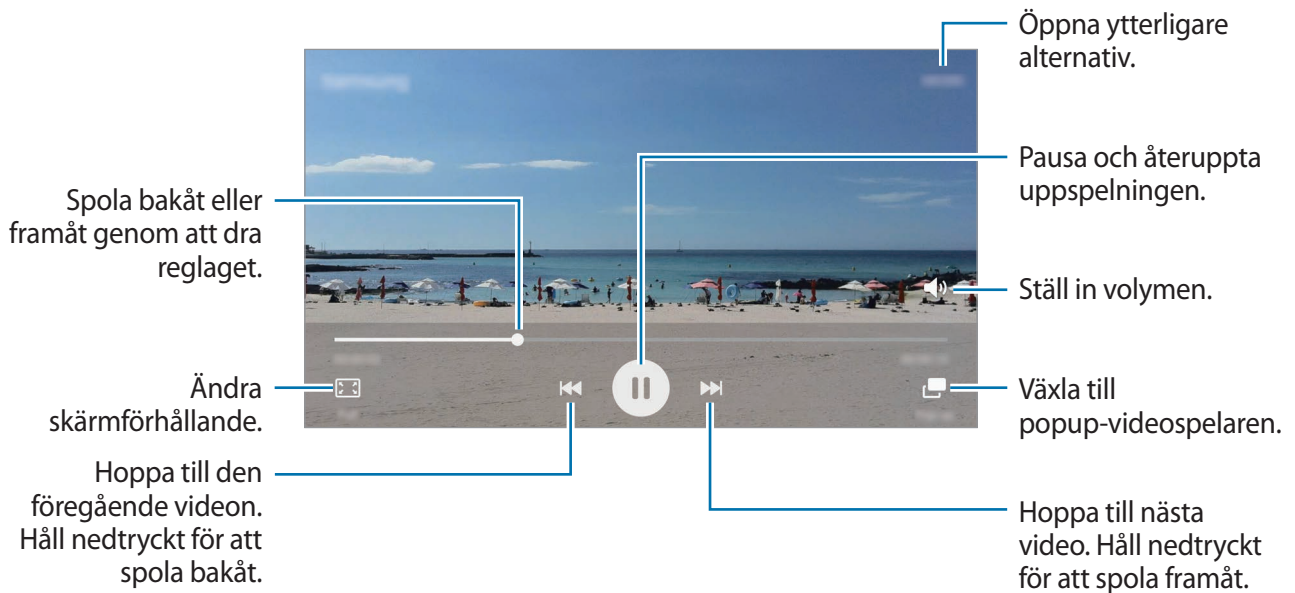 Öppna ytterligare
alternativ.
Pausa och återuppta
uppspelningen.
Spola bakåt eller
framåt genom att dra
reglaget.
Ställ in volymen.
Ändra
skärmförhållande.
Växla till
popup-videospelaren.
Hoppa till den
föregående videon.
Håll nedtryckt för att
spola bakåt.
Hoppa till nästa
video. Håll nedtryckt
för att spola framåt.